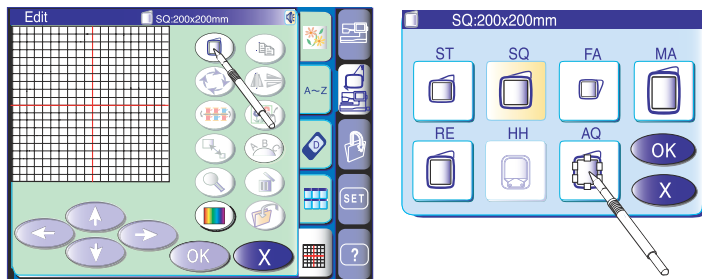 Edit
SQ:200x200mm
A~Z
D
B
SET
?
OK
X
SQ:200x200mm
ST SQ FA MA
RE HH AQ
OK
X